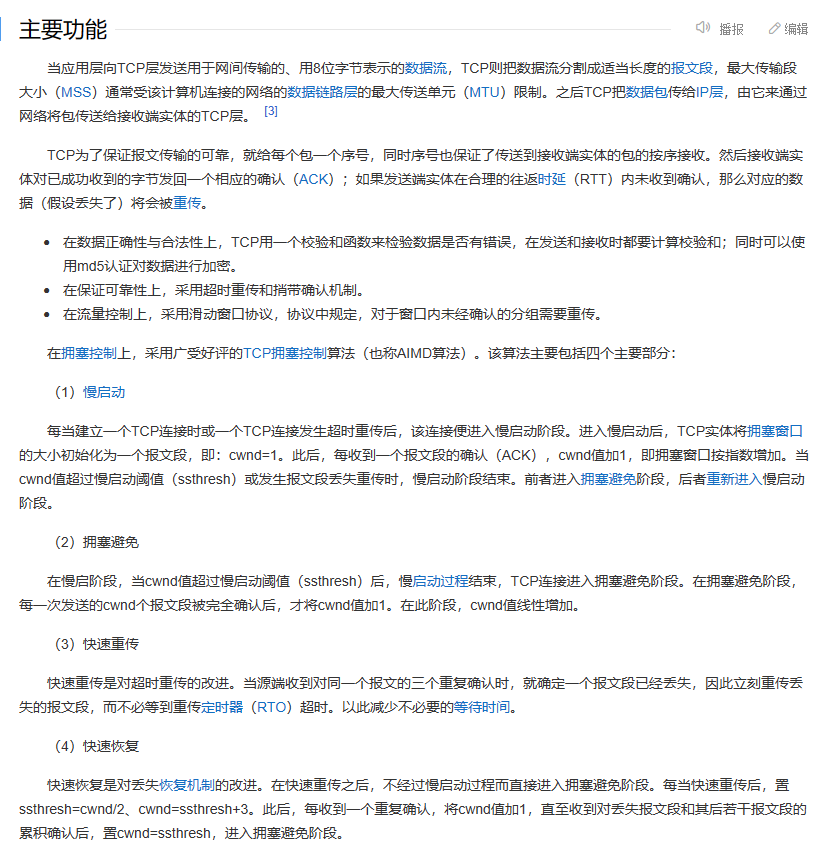 主要功能
播报
编辑
当应用层向TCP层发送用于网间传输的、用8位字节表示的数据流，TCP则把数据流分割成适当长度的报文段，最大传输段
大小（MSS）通常受该计算机连接的网络的数据链路层的最大传送单元（MTU）限制。之后TCP把数据包传给IP层，由它来通过
网络将包传送给接收端实体的TCP层。 [3]
TCP为了保证报文传输的可靠，就给每个包一个序号，同时序号也保证了传送到接收端实体的包的按序接收。然后接收端实
体对已成功收到的字节发回一个相应的确认（ACK）；如果发送端实体在合理的往返时延（RTT）内未收到确认，那么对应的数
据（假设丢失了）将会被重传。
• 在数据正确性与合法性上，TCP用一个校验和函数来检验数据是否有错误，在发送和接收时都要计算校验和；同时可以使
用md5认证对数据进行加密。
• 在保证可靠性上，采用超时重传和捎带确认机制。
• 在流量控制上，采用滑动窗口协议，协议中规定，对于窗口内未经确认的分组需要重传。
在拥塞控制上，采用广受好评的TCP拥塞控制算法（也称AIMD算法）。该算法主要包括四个主要部分：
（1）慢启动
每当建立一个TCP连接时或一个TCP连接发生超时重传后，该连接便进入慢启动阶段。进入慢启动后，TCP实体将拥塞窗口
的大小初始化为一个报文段，即：cwnd=1。此后，每收到一个报文段的确认（ACK），cwnd值加1，即拥塞窗口按指数增加。当
cwnd值超过慢启动阈值（ssthresh）或发生报文段丢失重传时，慢启动阶段结束。前者进入拥塞避免阶段，后者重新进入慢启动
阶段。
（2）拥塞避免
在慢启阶段，当cwnd值超过慢启动阈值（ssthresh）后，慢启动过程结束，TCP连接进入拥塞避免阶段。在拥塞避免阶段，
每一次发送的cwnd个报文段被完全确认后，才将cwnd值加1。在此阶段，cwnd值线性增加。
（3）快速重传
快速重传是对超时重传的改进。当源端收到对同一个报文的三个重复确认时，就确定一个报文段已经丢失，因此立刻重传丢
失的报文段，而不必等到重传定时器（RTO）超时。以此减少不必要的等待时间。
（4）快速恢复
快速恢复是对丢失恢复机制的改进。在快速重传之后，不经过慢启动过程而直接进入拥塞避免阶段。每当快速重传后，置
ssthresh=cwnd/2、cwnd=ssthresh+3。此后，每收到一个重复确认，将cwnd值加1，直至收到对丢失报文段和其后若干报文段的
累积确认后，置cwnd=ssthresh，进入拥塞避免阶段。